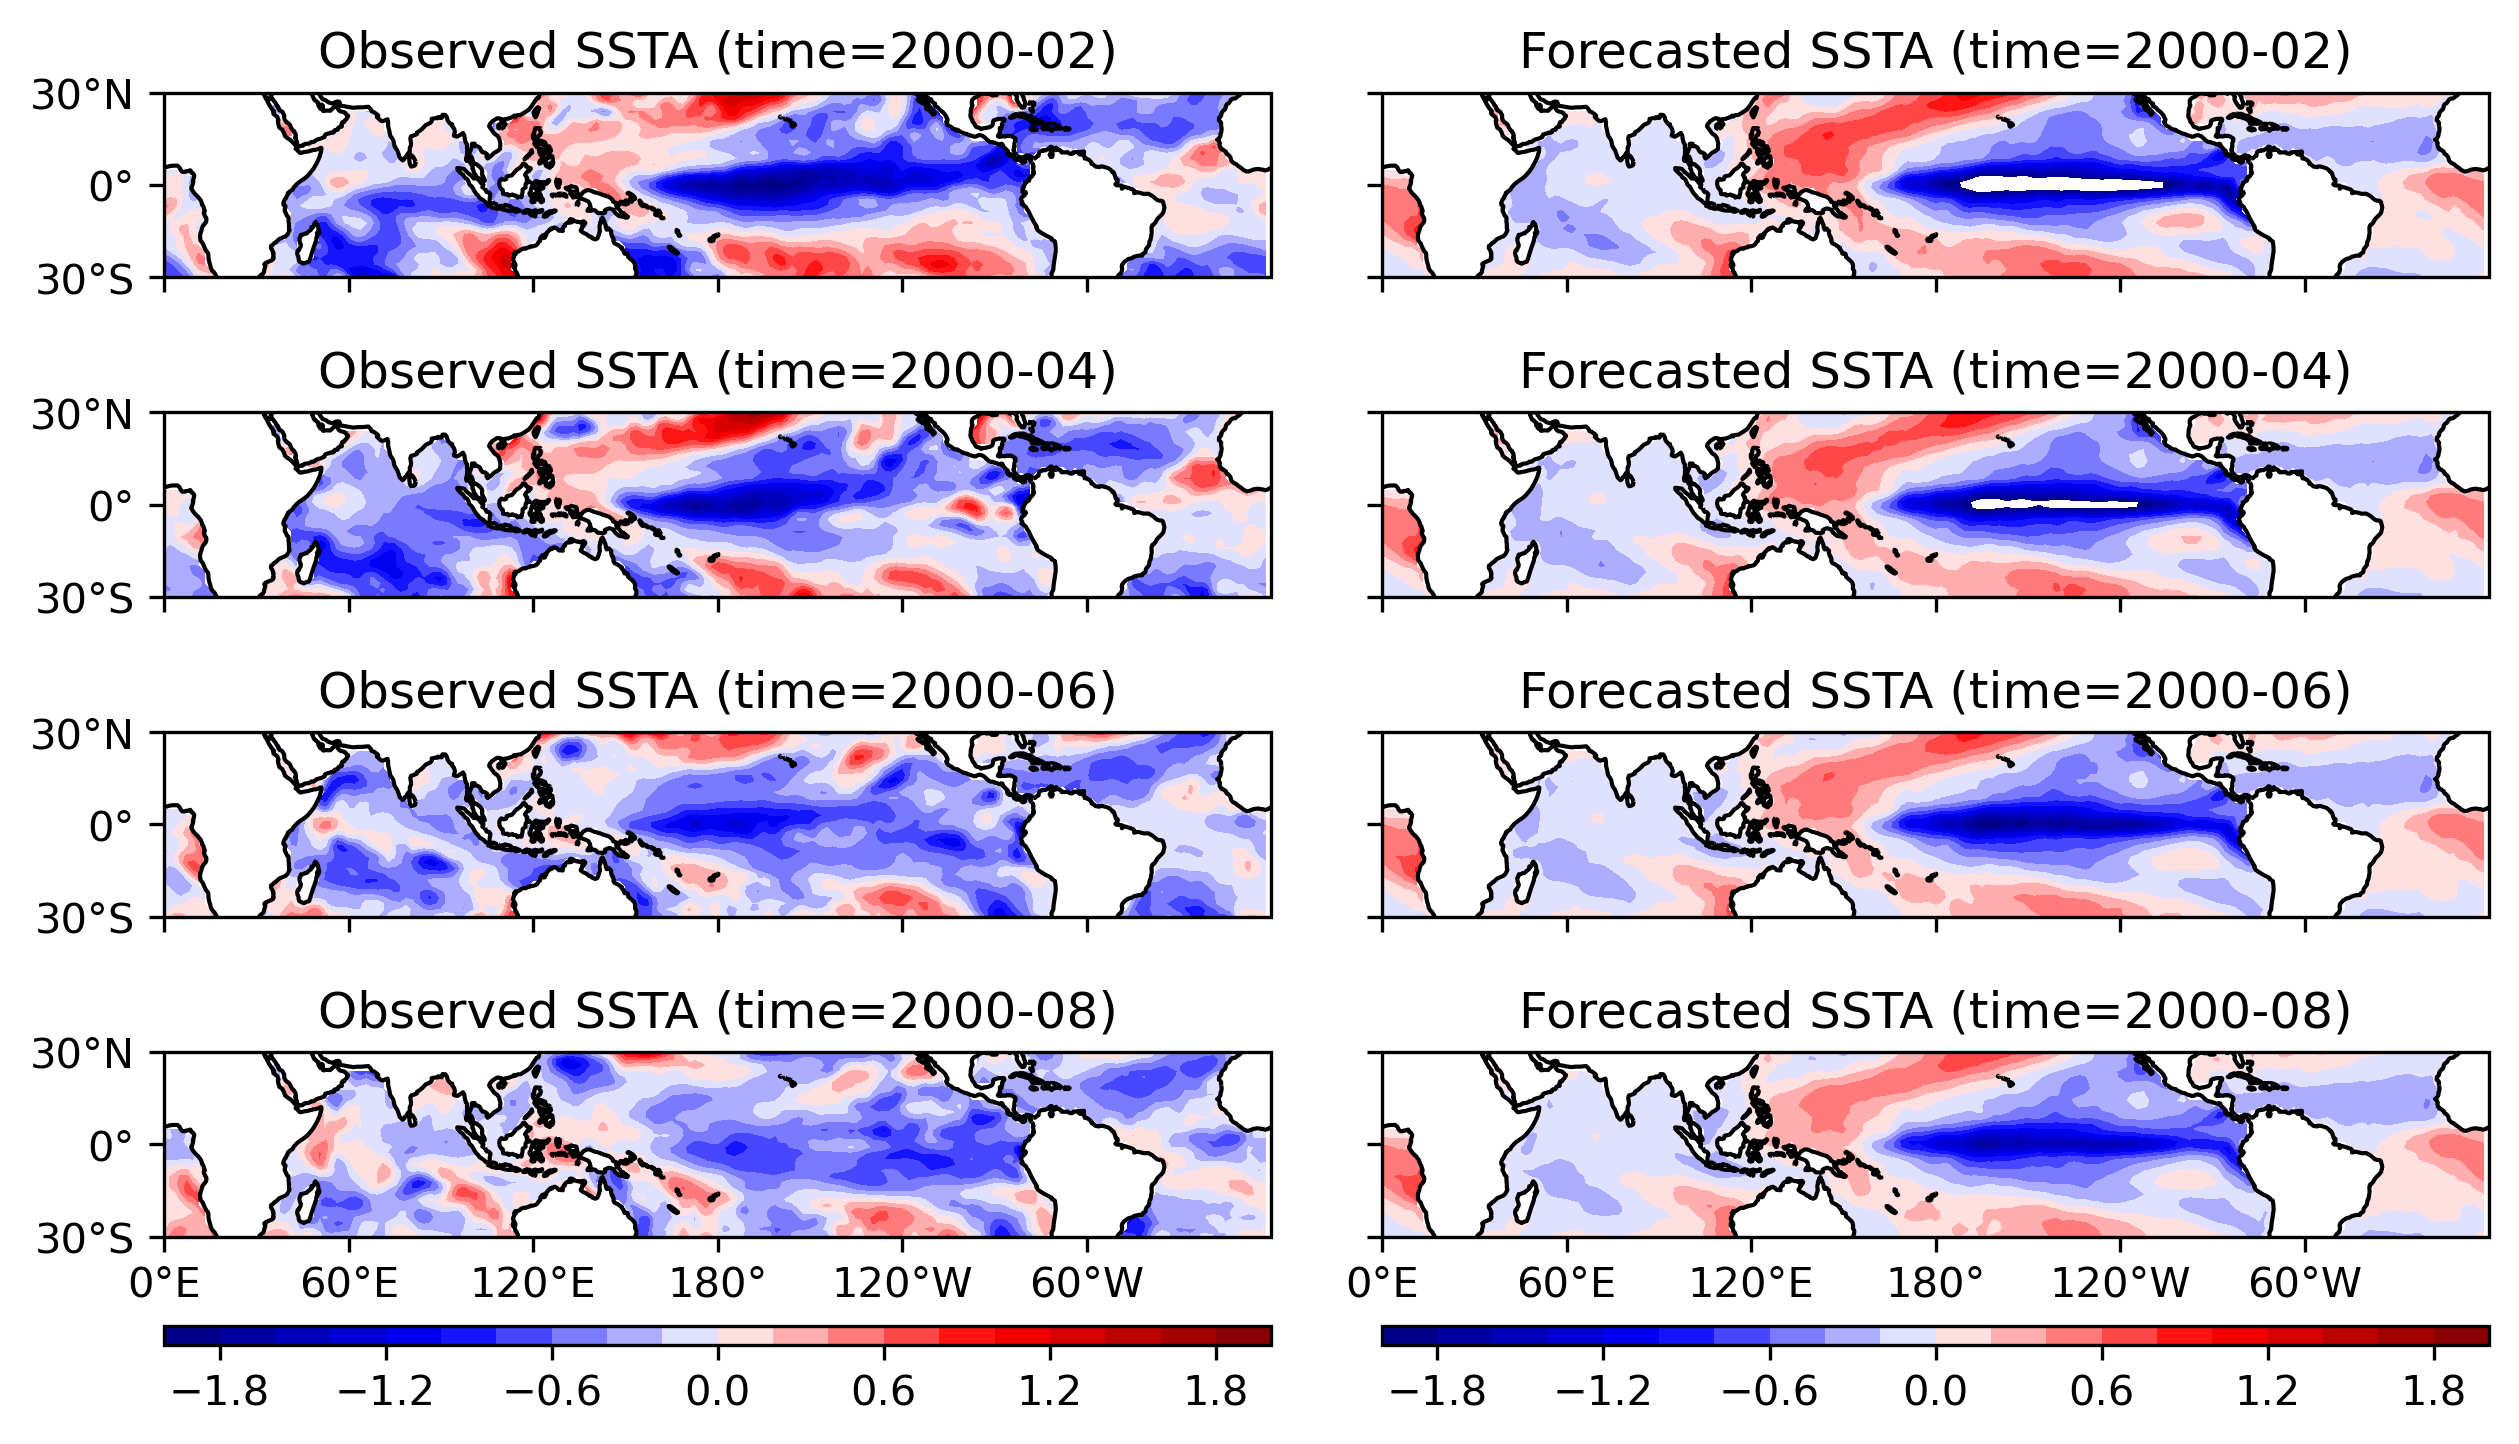 Observed SSTA (time=2000-02)
Forecasted SSTA (time=2000-02)
30°N
0°
30°S
Observed SSTA (time=2000-04)
Forecasted SSTA (time=2000-04)
30°N
0°
30°S
Observed SSTA (time=2000-06)
Forecasted SSTA (time=2000-06)
30°N
0°
30°S
Observed SSTA (time=2000-08)
Forecasted SSTA (time=2000-08)
30°N
0°
30°S
0°E 60°E 120°E 180° 120°W 60°W
0°E 60°E 120°E 180° 120°W 60°W
−1.8 −1.2 −0.6 0.0 0.6 1.2 1.8
−1.8 −1.2 −0.6 0.0 0.6 1.2 1.8